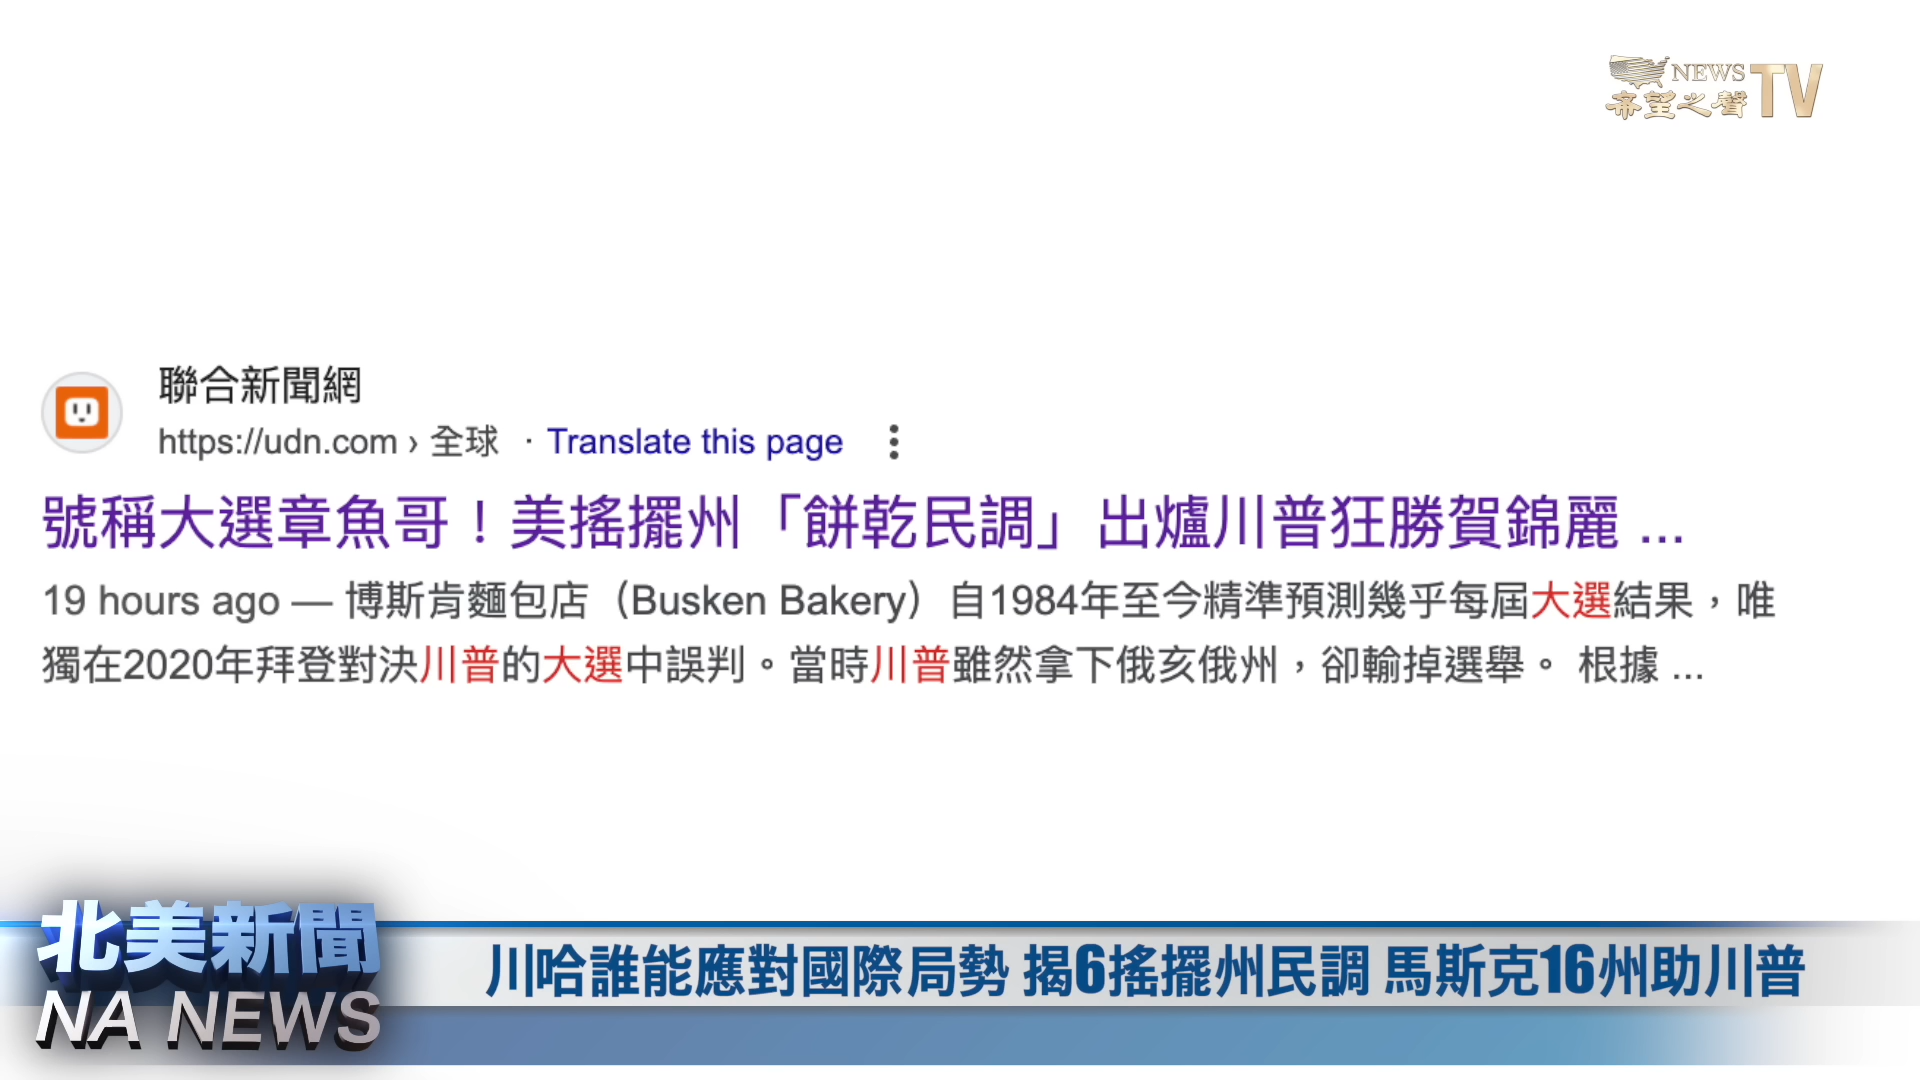 NEWS
希望之聲TV
聯合新聞網
https://udn.com › 全球 · Translate this page
號稱大選章魚哥！美搖擺州「餅乾民調」出爐川普狂勝賀錦麗 ...
19 hours ago — 博斯肯麵包店（Busken Bakery）自1984年至今精準預測幾乎每屆大選結果，唯
獨在2020年拜登對決川普的大選中誤判。當時川普雖然拿下俄亥俄州，卻輸掉選舉。 根據 ...
北美新聞
NA NEWS
川哈誰能應對國際局勢 揭6搖擺州民調 馬斯克16州助川普